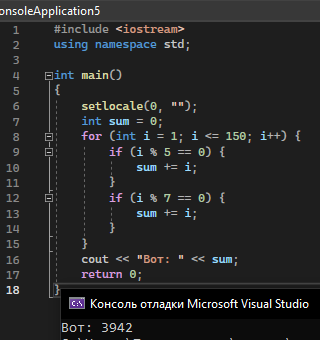 onsoleApplication5
1 #include <iostream>
2 using namespace std;
3
4 int main()
5 {
6 setlocale(0, "");
7 int sum = 0;
8 for (int i = 1; i <= 150; i++) {
9 if (i % 5 == 0) {
10 sum += i;
11 }
12 if (i % 7 == 0) {
13 sum += i;
14 }
15 }
16 cout << "Вот: " << sum;
17 return 0;
18 }
Консоль отладки Microsoft Visual Studio
Вот: 3942